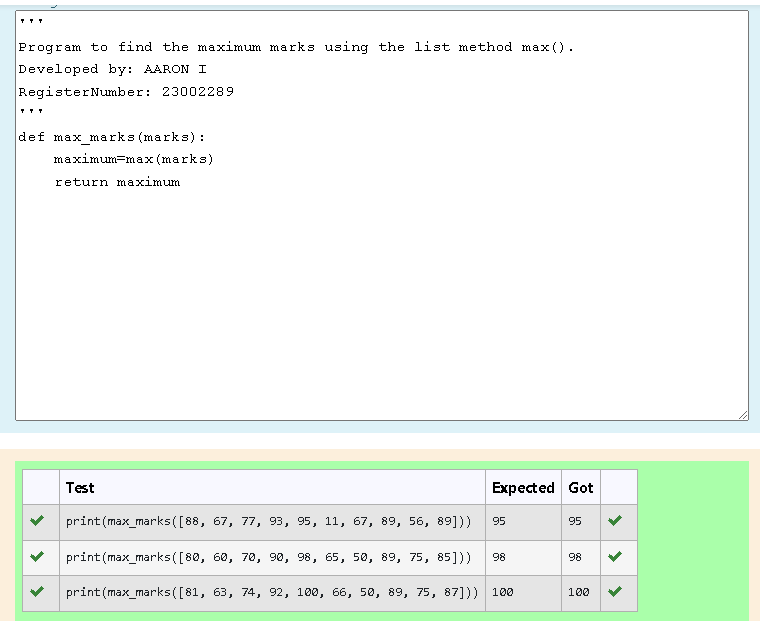 '''
Program to find the maximum marks using the list method max().
Developed by: AARON I
RegisterNumber: 23002289
'''
def max_marks(marks):
    maximum=max(marks)
    return maximum
Test Expected Got
print(max_marks([88, 67, 77, 93, 95, 11, 67, 89, 56, 89])) 95 95
print(max_marks([80, 60, 70, 90, 98, 65, 50, 89, 75, 85])) 98 98
print(max_marks([81, 63, 74, 92, 100, 66, 50, 89, 75, 87])) 100 100